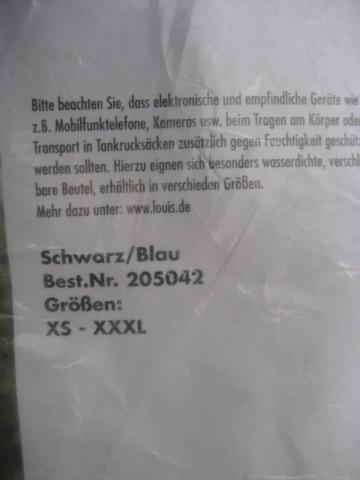 Bitte beachten Sie, dass elektronische und empfindliche Geräte wie
z.B. Mobilfunktelefone, Kameras usw. beim Tragen am Körper oder
Transport in Tankrucksäcken zusätzlich gegen Feuchtigkeit geschüt
werden sollten. Hierzu eignen sich besonders wasserdichte, verschli
bare Beutel, erhältlich in verschieden Größen.
Mehr dazu unter: www.louis.de
Schwarz/Blau
Best.Nr. 205042
Größen:
XS - XXXL